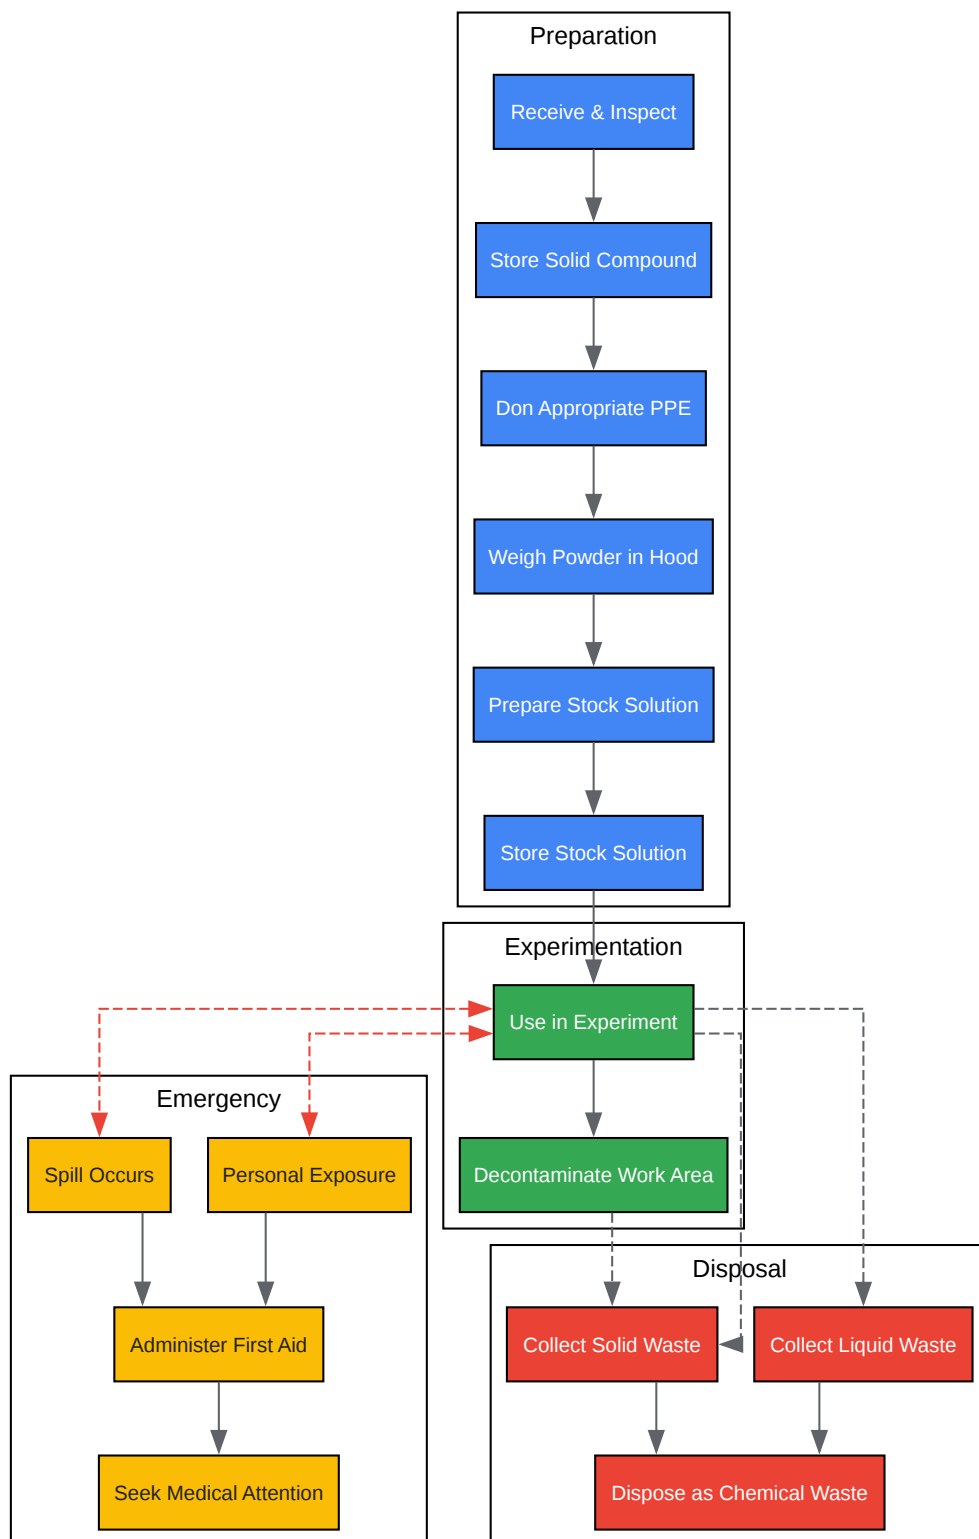 Preparation
Receive & Inspect
Store Solid Compound
Don Appropriate PPE
Weigh Powder in Hood
Prepare Stock Solution
Store Stock Solution
Experimentation
Use in Experiment
Decontaminate Work Area
Emergency
Spill Occurs
Personal Exposure
Administer First Aid
Seek Medical Attention
Disposal
Collect Solid Waste
Collect Liquid Waste
Dispose as Chemical Waste